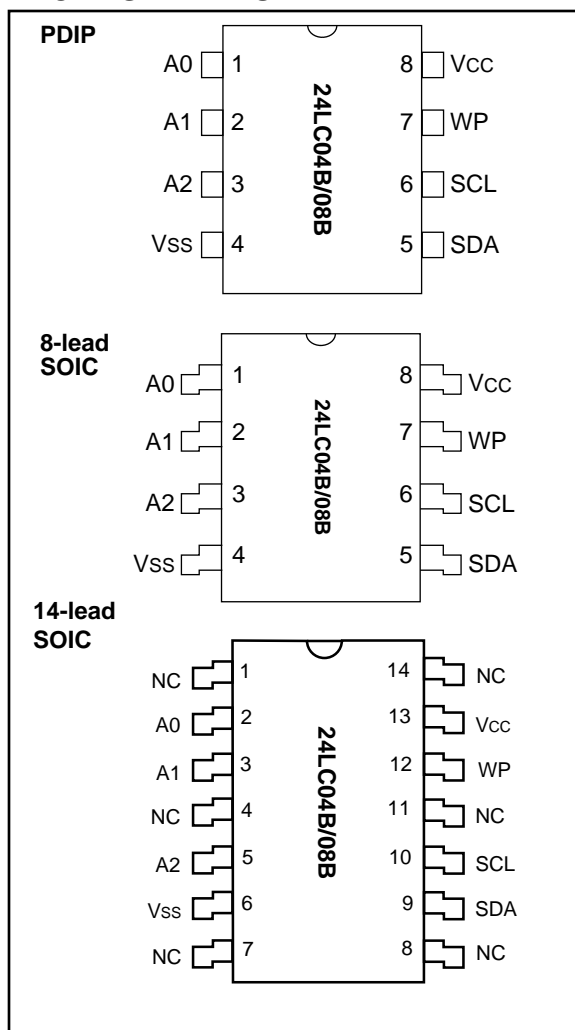 PDIP
A0 1 8 VCC
A1 2 7 WP
A2 3 6 SCL
VSS 4 5 SDA
24LC04B/08B
8-lead
SOIC
A0 1 8 VCC
A1 2 7 WP
A2 3 6 SCL
VSS 4 5 SDA
24LC04B/08B
14-lead
SOIC
NC 1 14 NC
A0 2 13 VCC
A1 3 12 WP
NC 4 11 NC
A2 5 10 SCL
VSS 6 9 SDA
NC 7 8 NC
24LC04B/08B